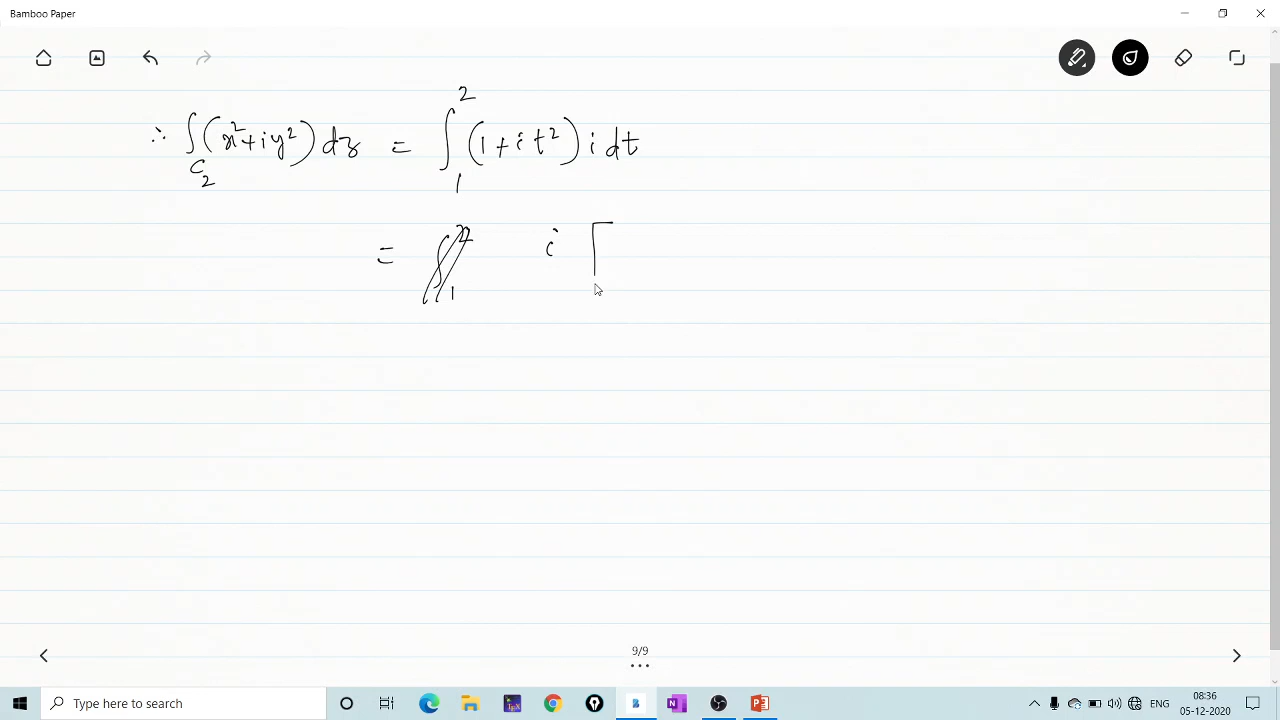 Bamboo Paper
∴ ∫_{C_2} (x²+iy²) dz = ∫_1^2 (1+it²) i dt
= i [
9/9
Type here to search
ENG
08:36
05-12-2020